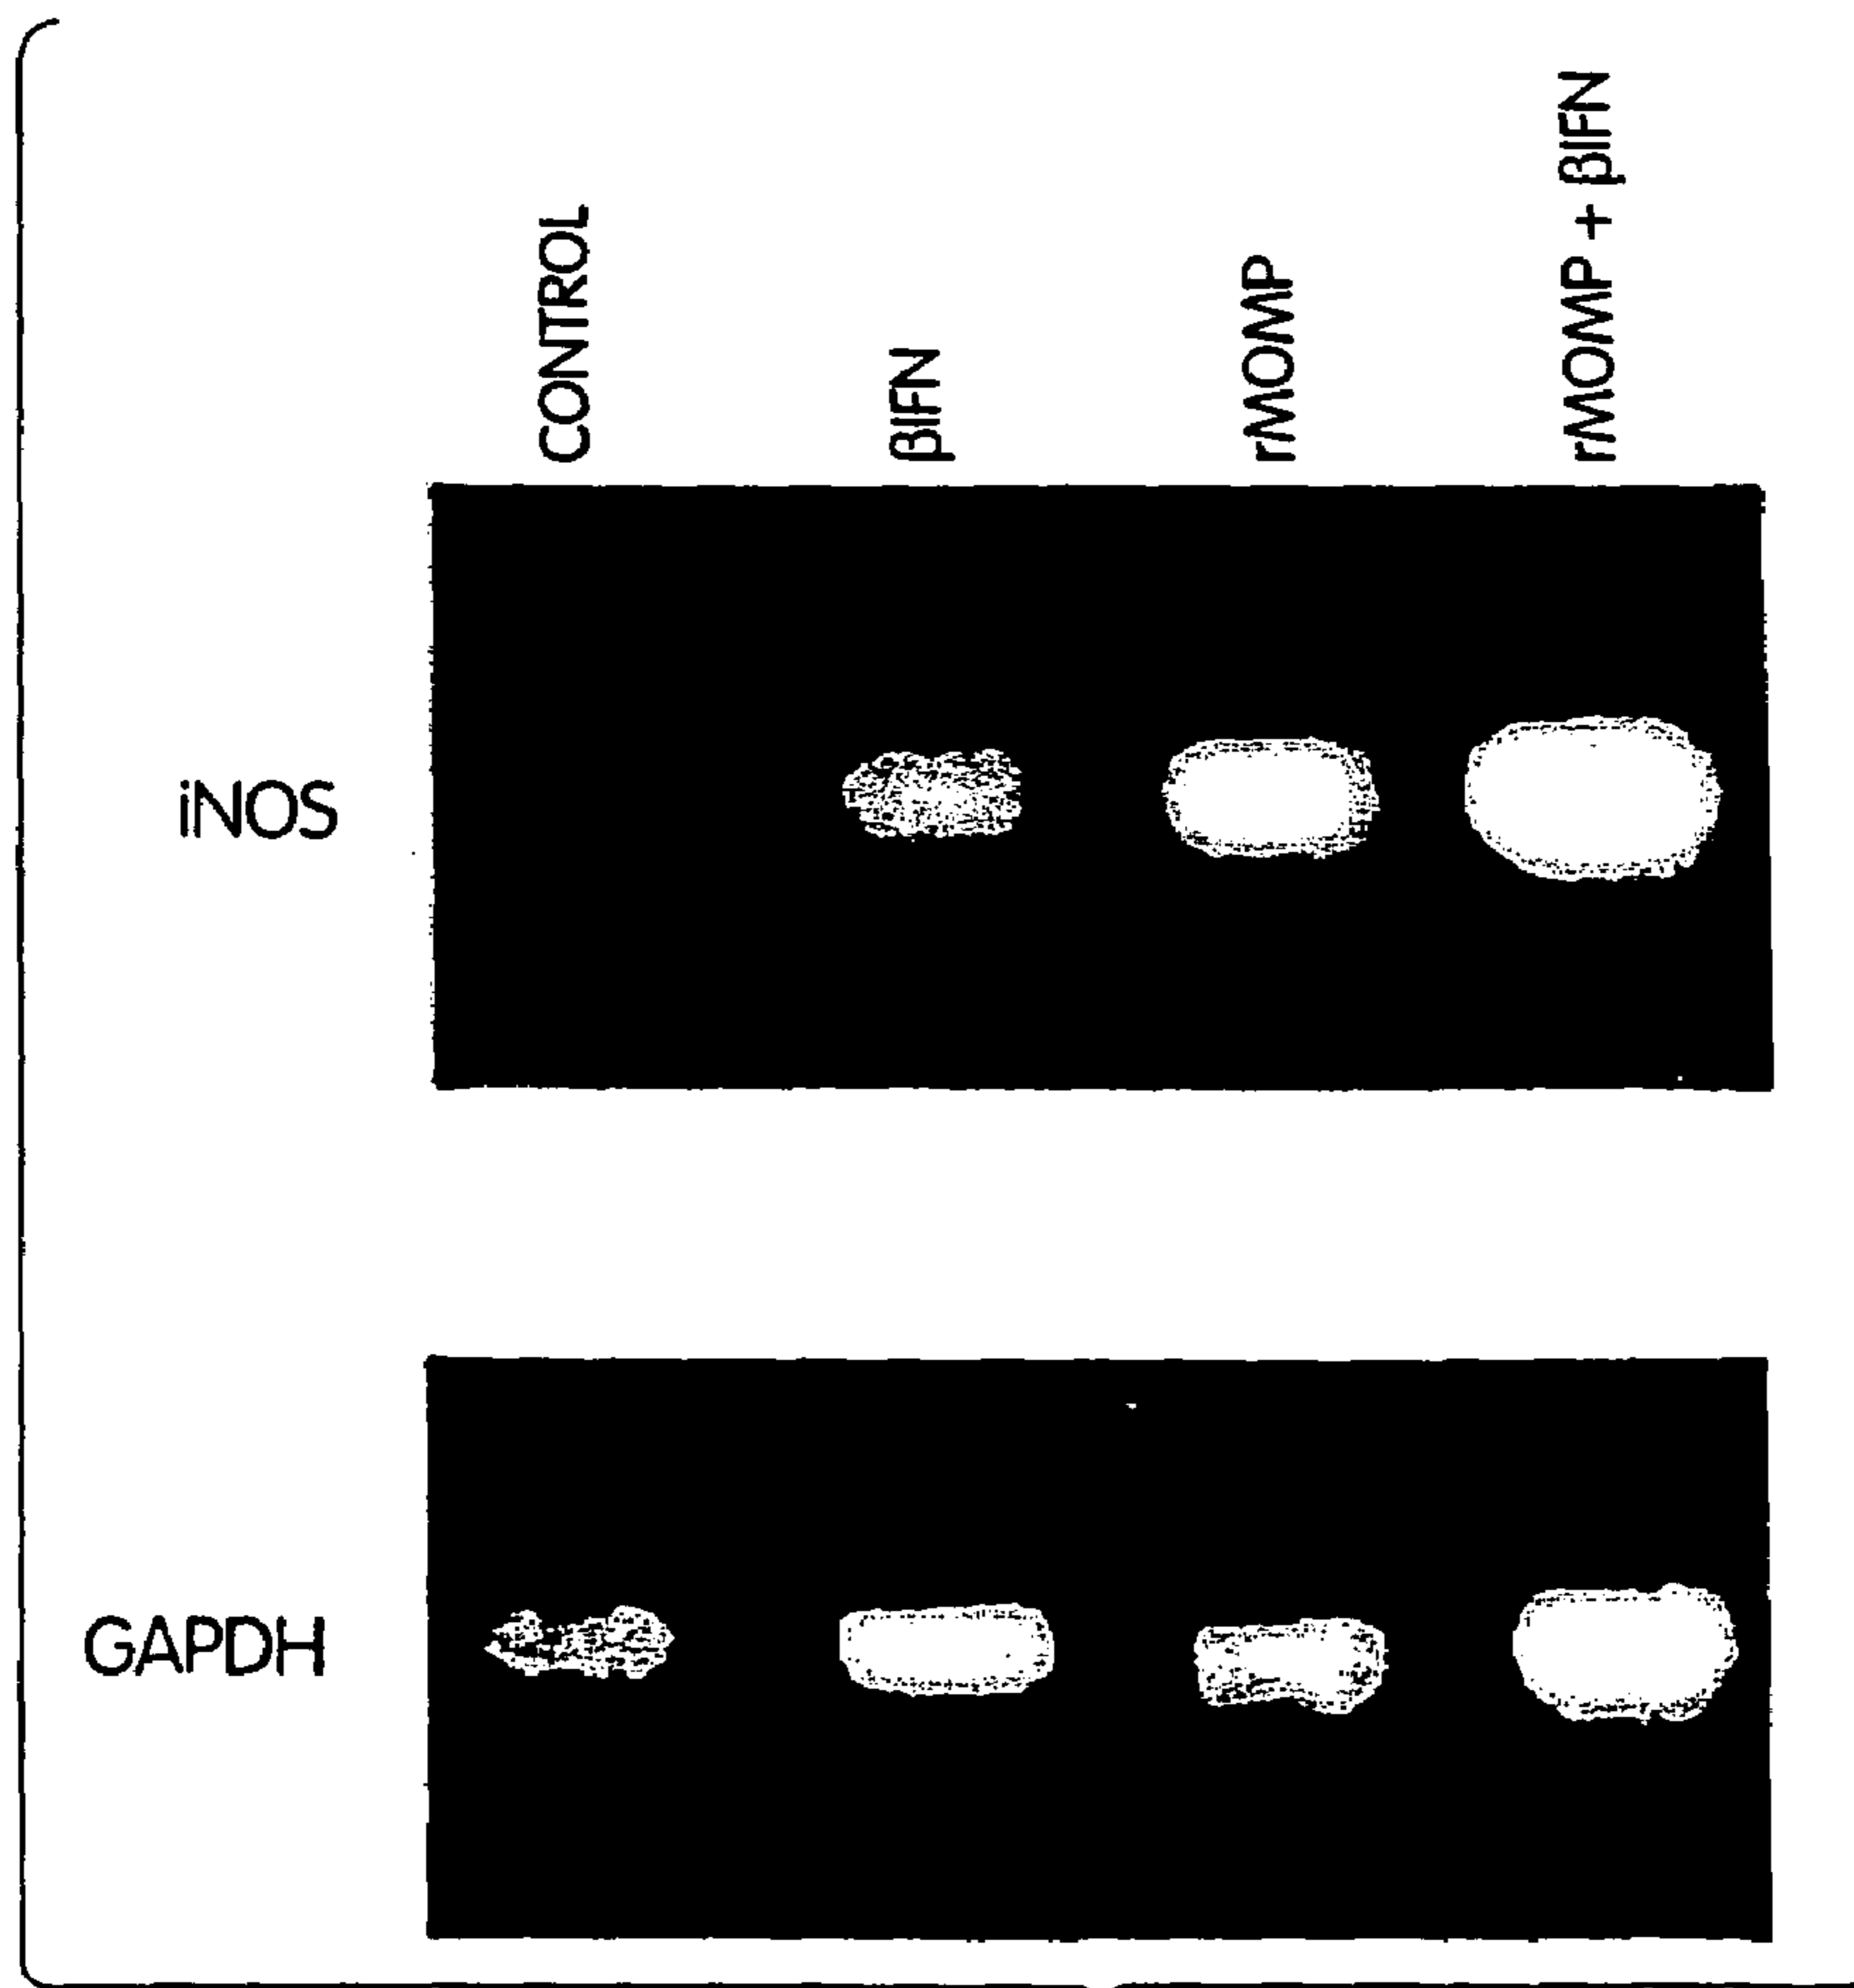 CONTROL
βIFN
rMOMP
rMOMP + βIFN
iNOS
GAPDH